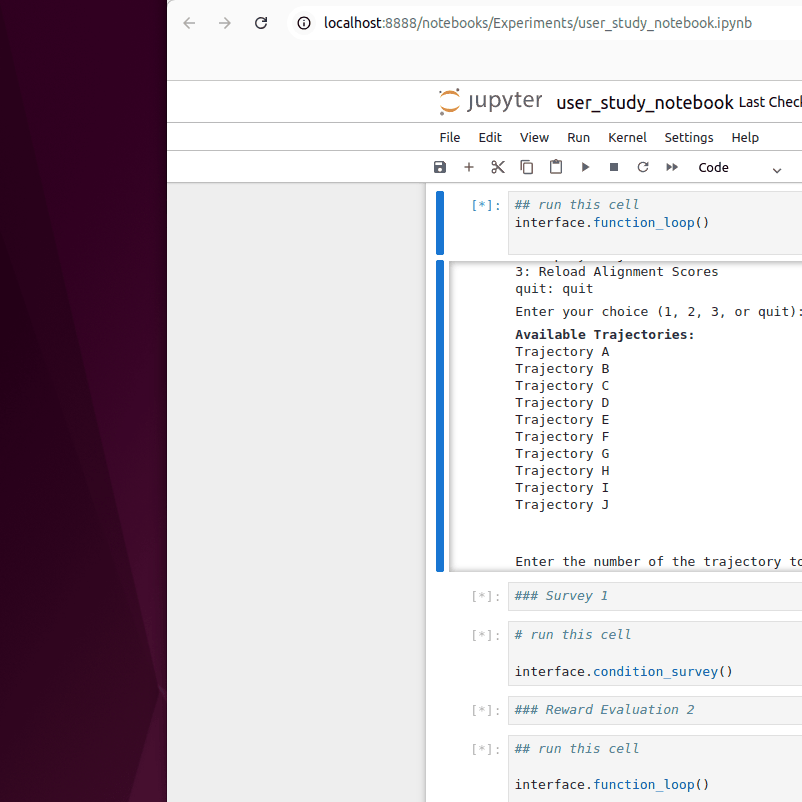 localhost:8888/notebooks/Experiments/user_study_notebook.ipynb
jupyter user_study_notebook Last Chec
File Edit View Run Kernel Settings Help
Code
[*]: ## run this cell
interface.function_loop()
3: Reload Alignment Scores
quit: quit
Enter your choice (1, 2, 3, or quit):
Available Trajectories:
Trajectory A
Trajectory B
Trajectory C
Trajectory D
Trajectory E
Trajectory F
Trajectory G
Trajectory H
Trajectory I
Trajectory J
Enter the number of the trajectory to
[*]: ### Survey 1
[*]: # run this cell
interface.condition_survey()
[*]: ### Reward Evaluation 2
[*]: ## run this cell
interface.function_loop()